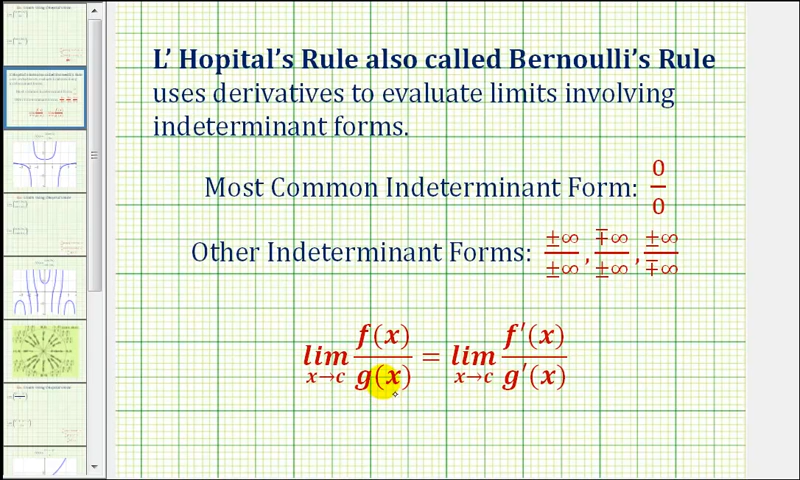 L' Hopital's Rule also called Bernoulli's Rule
uses derivatives to evaluate limits involving
indeterminant forms.
Most Common Indeterminant Form: 0/0
Other Indeterminant Forms: ±∞/±∞, ∓∞/±∞, ±∞/∓∞
lim x→c f(x)/g(x) = lim x→c f′(x)/g′(x)